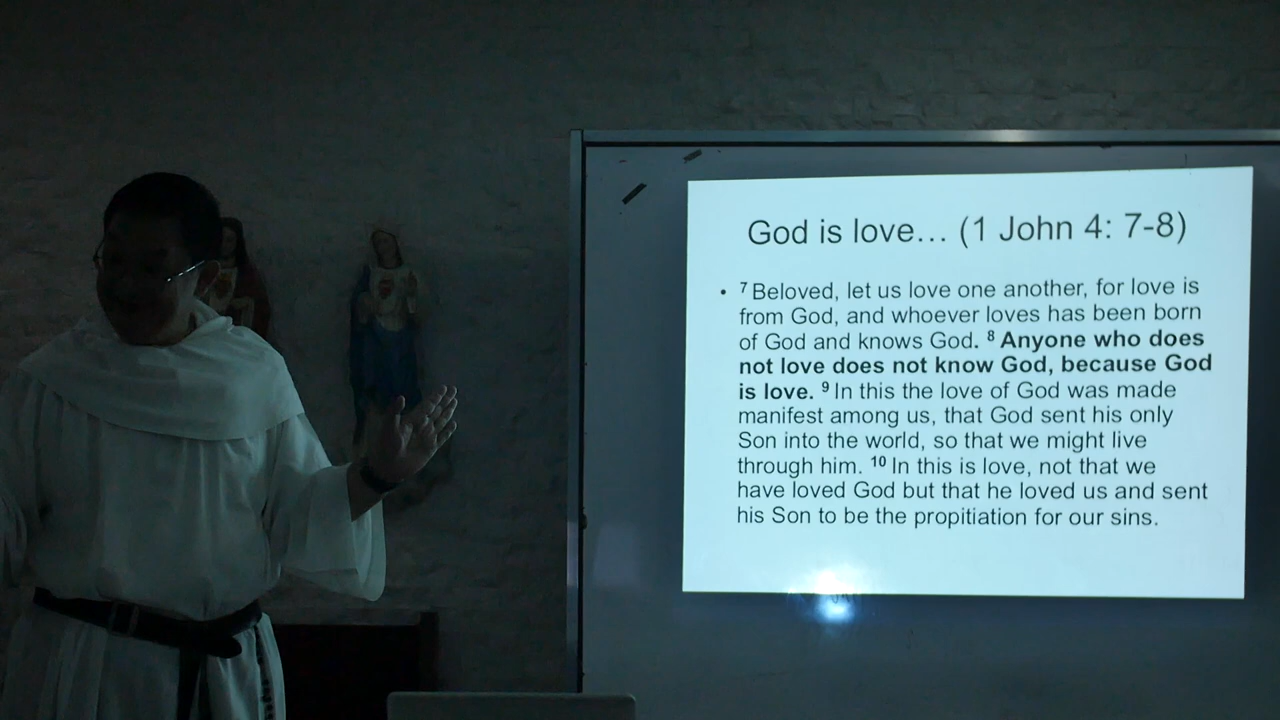 God is love… (1 John 4: 7-8)
• ⁷ Beloved, let us love one another, for love is
from God, and whoever loves has been born
of God and knows God. ⁸ Anyone who does
not love does not know God, because God
is love. ⁹ In this the love of God was made
manifest among us, that God sent his only
Son into the world, so that we might live
through him. ¹⁰ In this is love, not that we
have loved God but that he loved us and sent
his Son to be the propitiation for our sins.